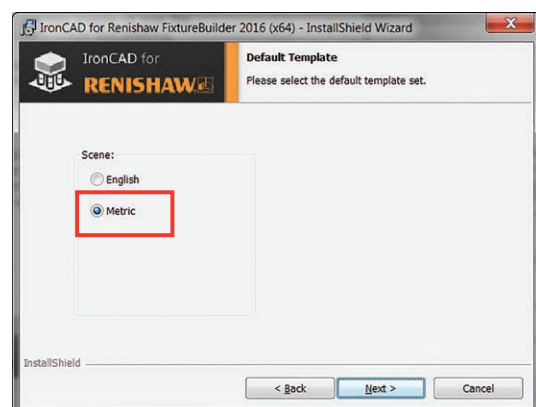 IronCAD for Renishaw FixtureBuilder 2016 (x64) - InstallShield Wizard
X
IronCAD for
RENISHAW
Default Template
Please select the default template set.
Scene:
English
Metric
InstallShield
< Back
Next >
Cancel